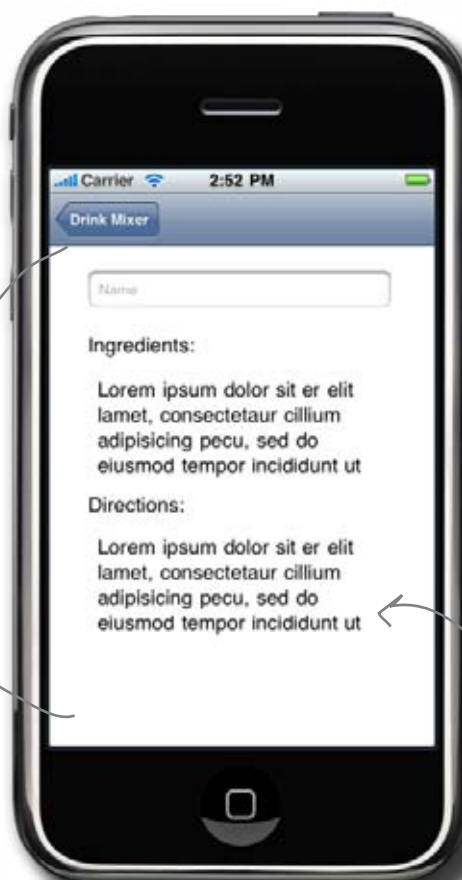 Carrier 2:52 PM
Drink Mixer
Name
Ingredients:
Lorem ipsum dolor sit er elit
lamet, consectetaur cillium
adipisicing pecu, sed do
eiusmod tempor incididunt ut
Directions:
Lorem ipsum dolor sit er elit
lamet, consectetaur cillium
adipisicing pecu, sed do
eiusmod tempor incididunt ut